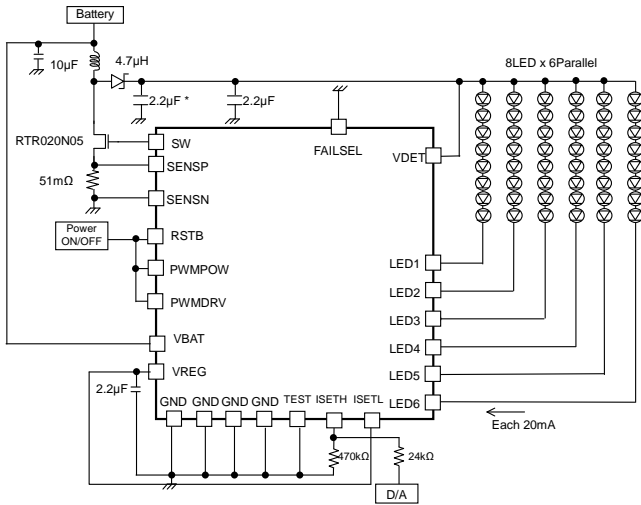 Battery
10μF
4.7μH
2.2μF *
2.2μF
8LED x 6Parallel
RTR020N05
51mΩ
SW
SENSP
SENSN
FAILSEL
VDET
Power
ON/OFF
RSTB
PWMPOW
PWMDRV
VBAT
VREG
LED1
LED2
LED3
LED4
LED5
LED6
2.2μF
GND
GND
GND
GND
TEST
ISETH
ISETL
Each 20mA
470kΩ
24kΩ
D/A